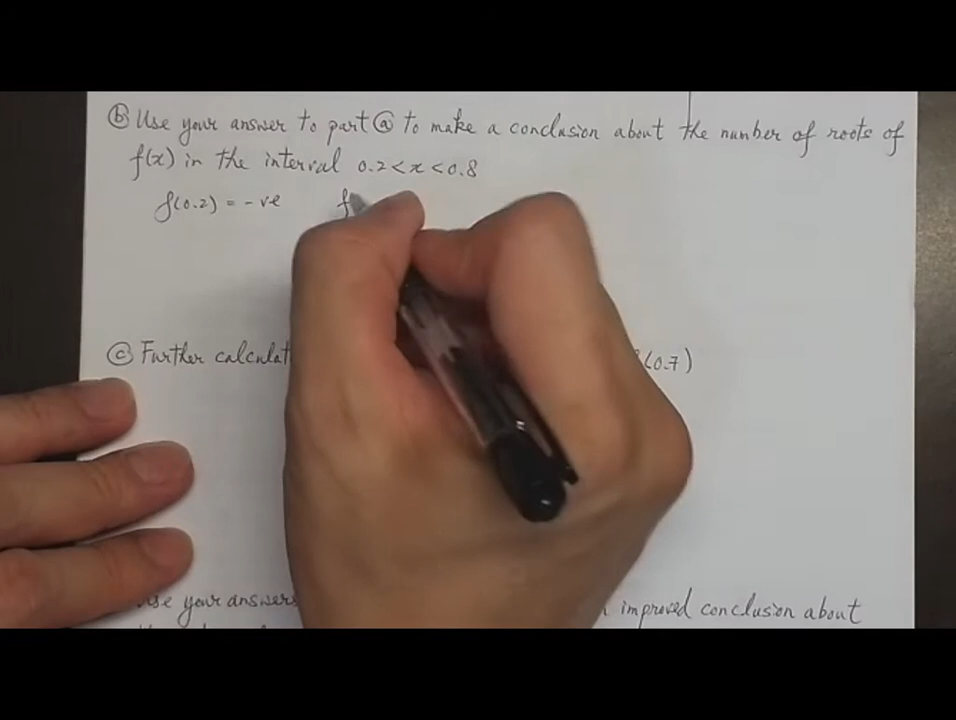 ⓑ Use your answer to part ⓐ to make a conclusion about the number of roots of
f(x) in the interval 0.2 < x < 0.8
f(0.2) = -ve f
ⓒ Further calculat (0.7)
use your answers improved conclusion about